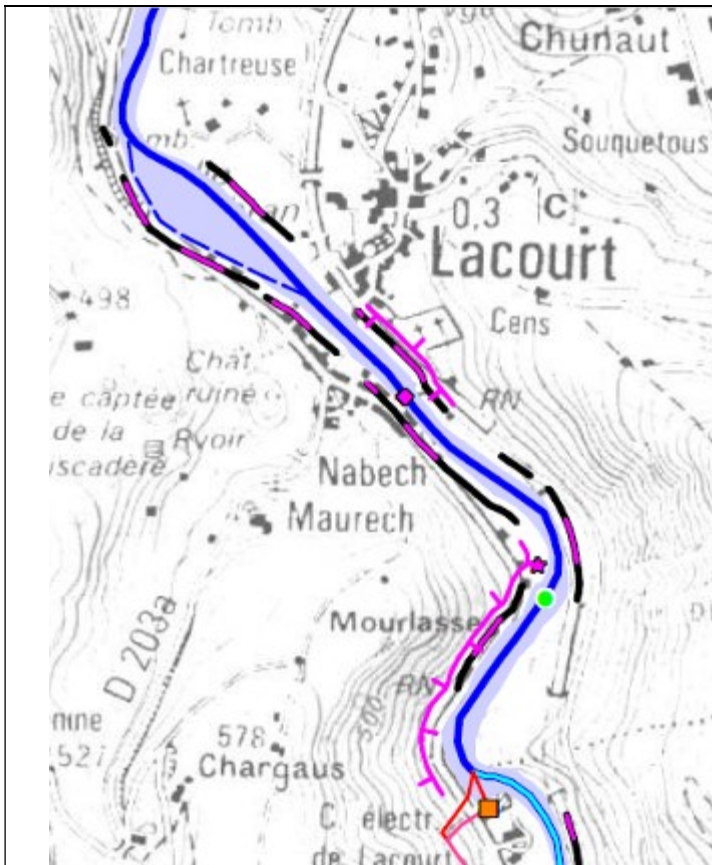 Tomb.
Chartreuse
Chunaut
Souquetous
0.3
C
Lacourt
Cens
498
Chât
ruiné
e captée
de la
Rvoir
RN
Nabech
Maurech
Mourlasse
D 203a
RN
500
578
Chargaus
C. électr.
de Lacourt